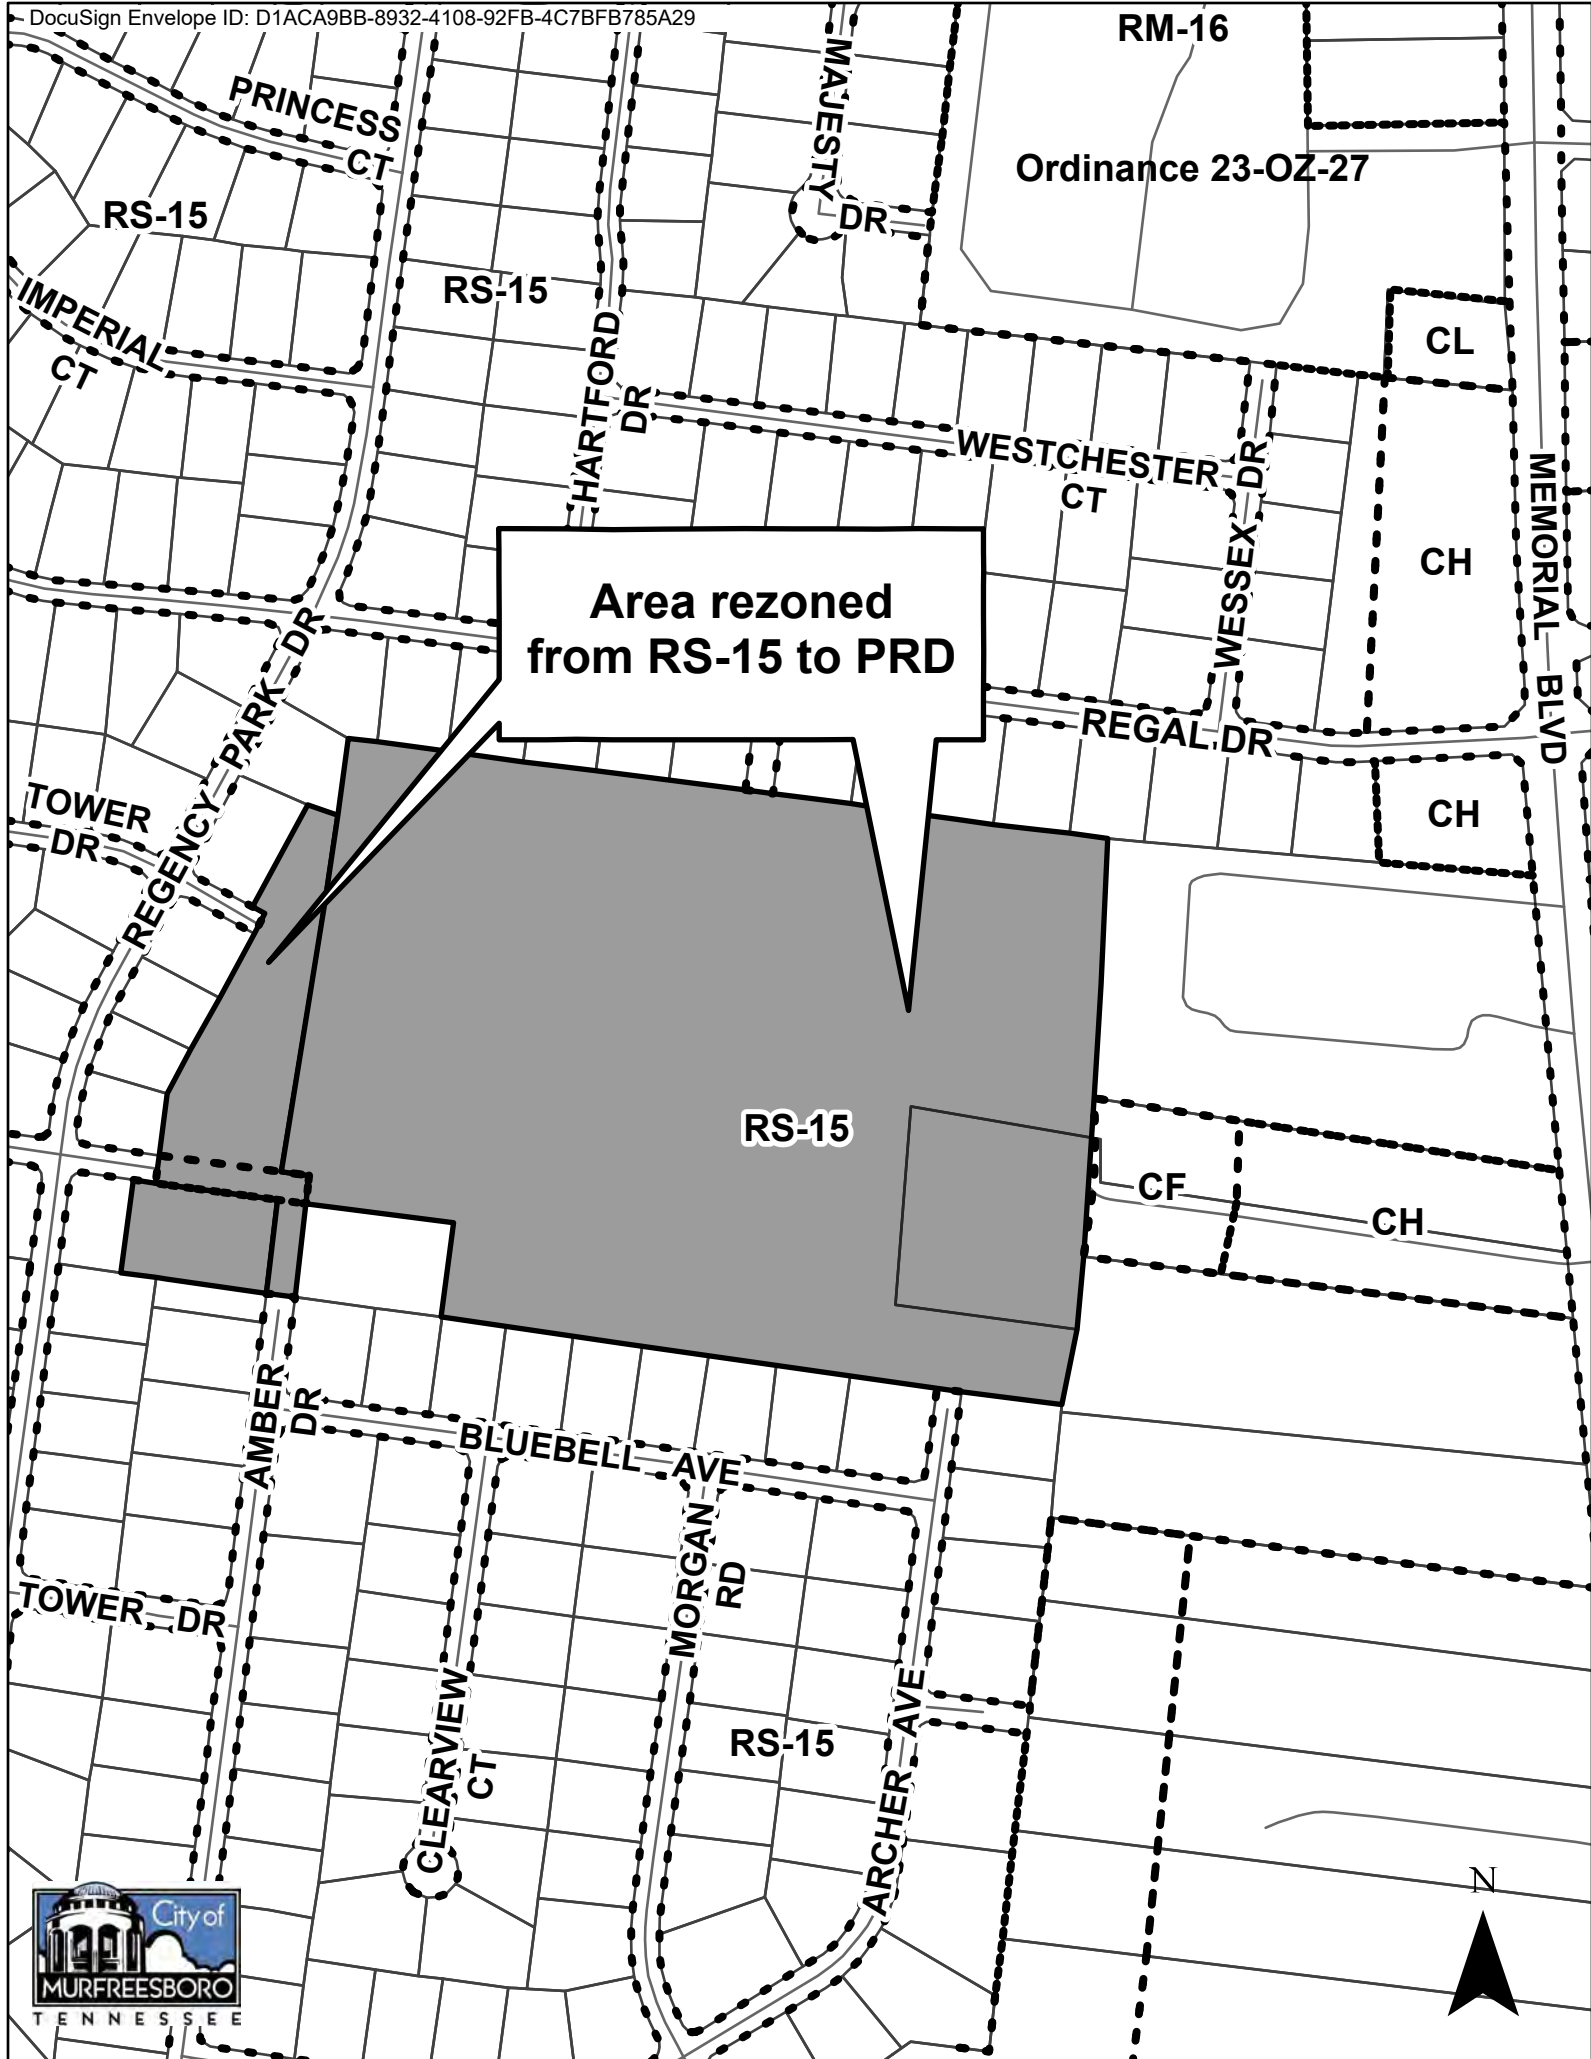 DocuSign Envelope ID: D1ACA9BB-8932-4108-92FB-4C7BFB785A29
RM-16
PRINCESS
CT
MAJESTY
DR
Ordinance 23-OZ-27
RS-15
RS-15
IMPERIAL
CT
HARTFORD
DR
CL
WESTCHESTER
CT
WESSEX DR
MEMORIAL BLVD
CH
Area rezoned
from RS-15 to PRD
REGENCY PARK DR
REGAL DR
TOWER
DR
CH
RS-15
CF
CH
AMBER
DR
BLUEBELL AVE
MORGAN
RD
TOWER DR
CLEARVIEW
CT
RS-15
ARCHER AVE
N
City of
MURFREESBORO
TENNESSEE